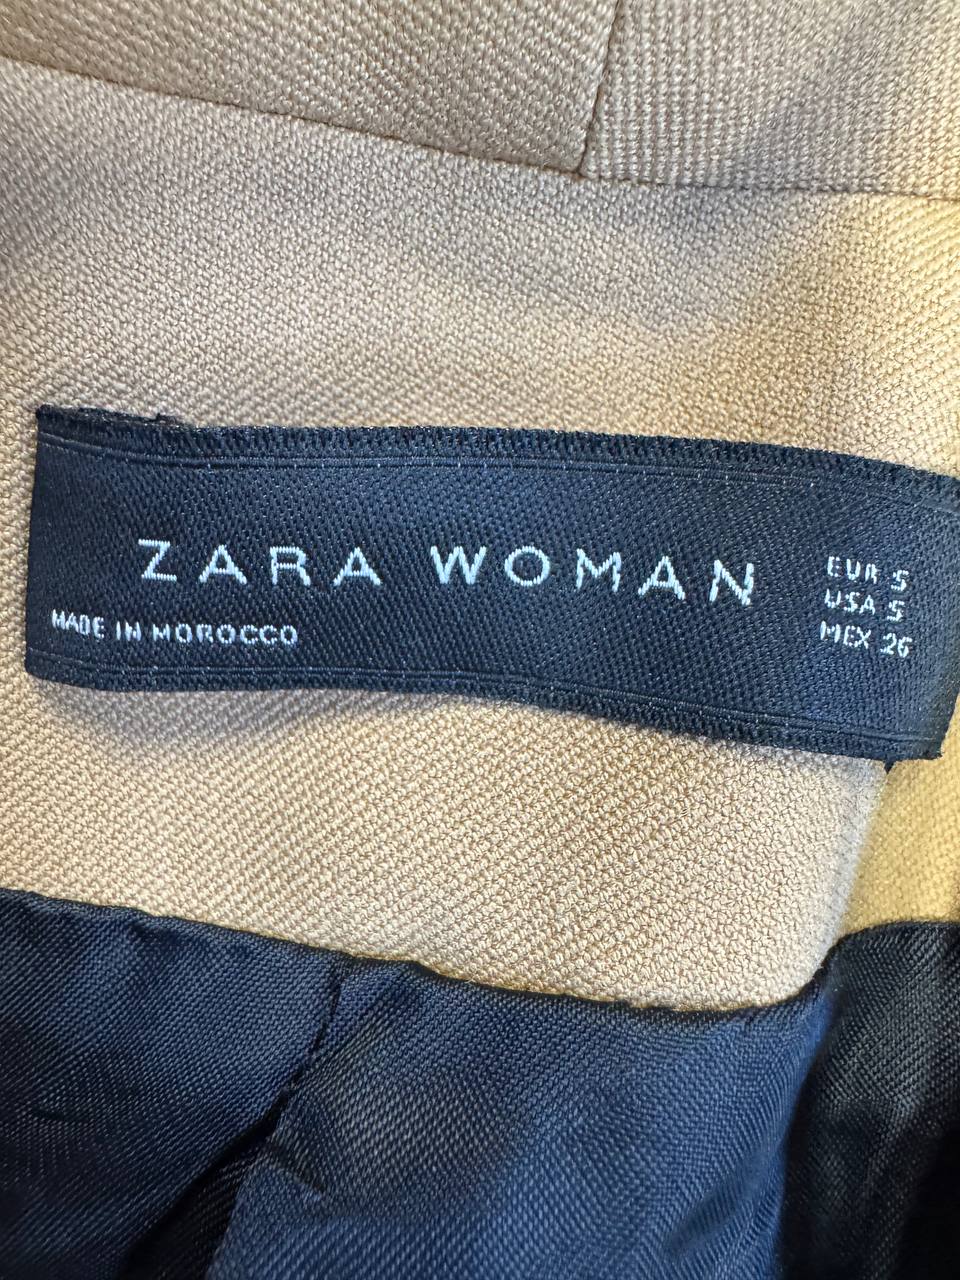 ZARA WOMAN
MADE IN MOROCCO
EUR S
USA S
MEX 26